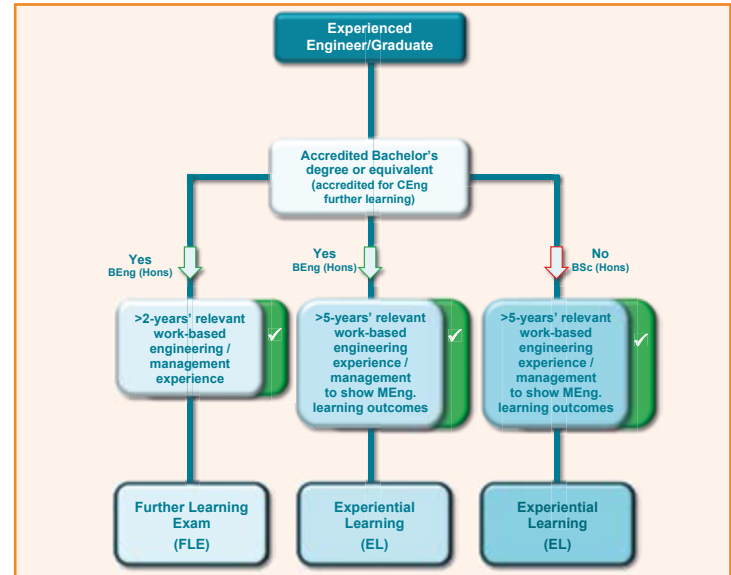 Experienced
Engineer/Graduate
Accredited Bachelor's
degree or equivalent
(accredited for CEng
further learning)
Yes
BEng (Hons)
Yes
BEng (Hons)
No
BSc (Hons)
>2-years' relevant
work-based
engineering /
management
experience
>5-years' relevant
work-based
engineering
experience /
management
to show MEng.
learning outcomes
>5-years' relevant
work-based
engineering
experience /
management
to show MEng.
learning outcomes
Further Learning
Exam
(FLE)
Experiential
Learning
(EL)
Experiential
Learning
(EL)